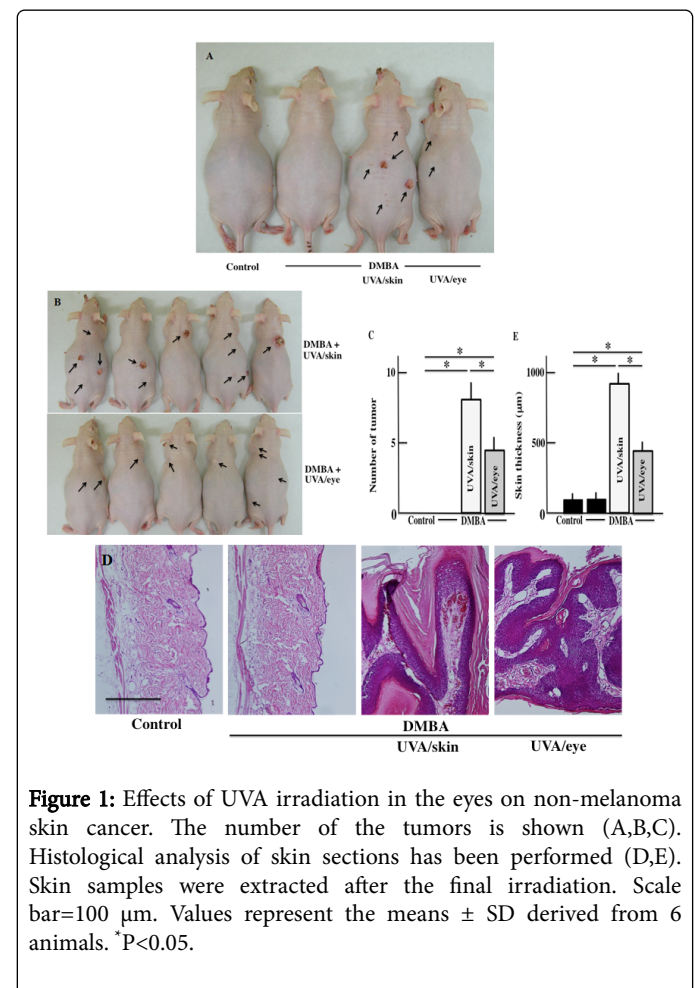 A
Control
DMBA
UVA/skin UVA/eye
B
DMBA +
UVA/skin
DMBA +
UVA/eye
C
Number of tumor
10
5
0
UVA/skin
UVA/eye
* * *
Control DMBA
E
Skin thickness (μm)
1000
500
0
UVA/skin
UVA/eye
* * *
Control DMBA
D
Control
DMBA
UVA/skin UVA/eye
Figure 1: Effects of UVA irradiation in the eyes on non-melanoma
skin cancer. The number of the tumors is shown (A,B,C).
Histological analysis of skin sections has been performed (D,E).
Skin samples were extracted after the final irradiation. Scale
bar=100 μm. Values represent the means ± SD derived from 6
animals. *P<0.05.